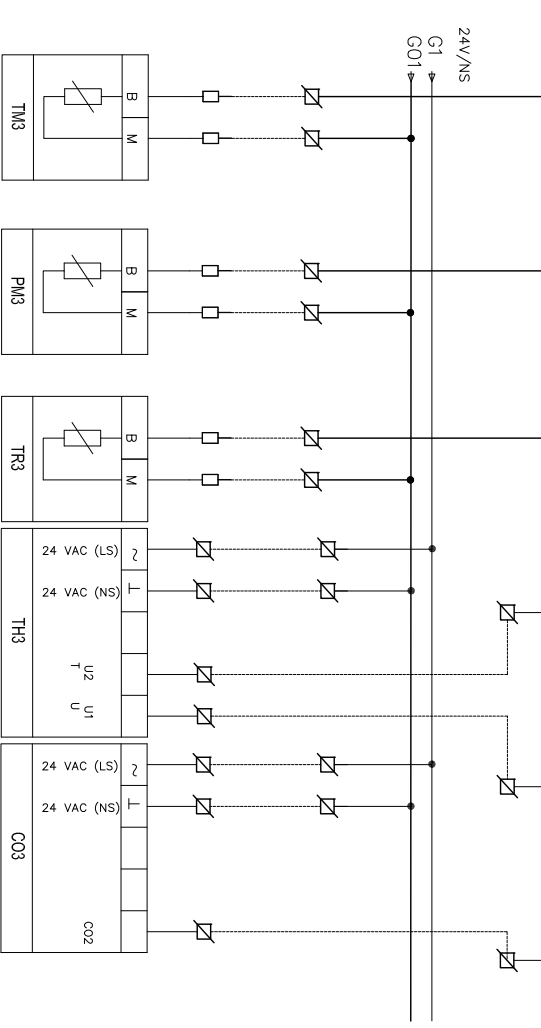 24V/NS
G1
G01
B
M
TM3
B
M
PM3
B
M
TR3
24 VAC (LS)
~
24 VAC (NS)
⊥
U2
T
U1
U
TH3
24 VAC (LS)
~
24 VAC (NS)
⊥
CO2
CO3